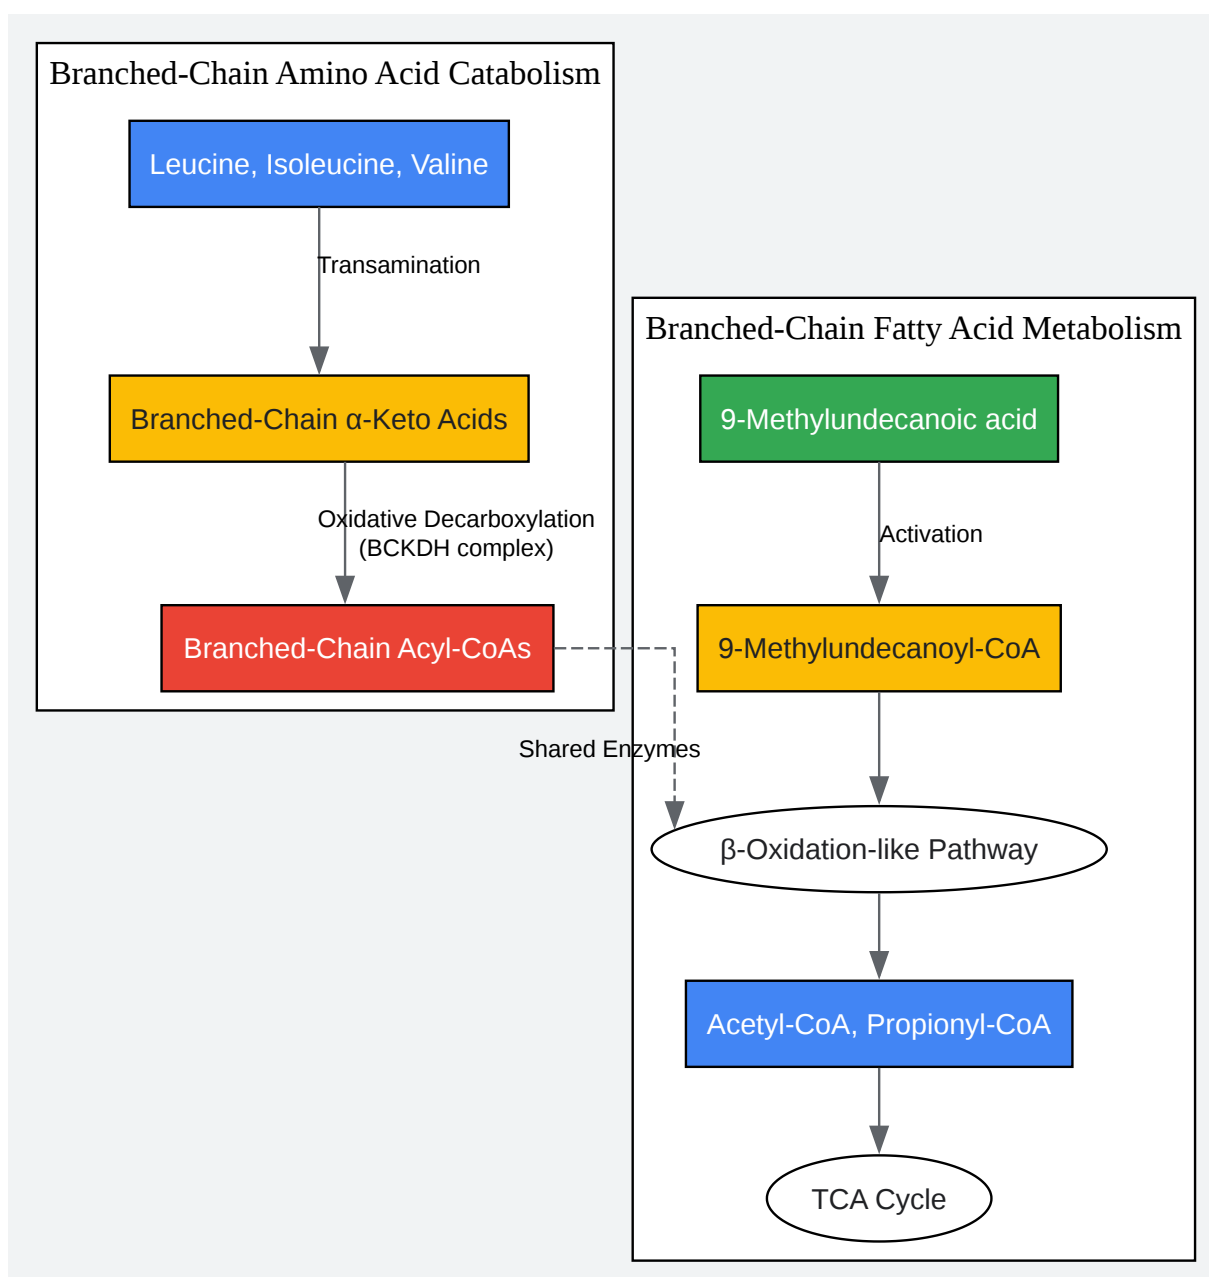 Branched-Chain Amino Acid Catabolism
Leucine, Isoleucine, Valine
Transamination
Branched-Chain α-Keto Acids
Oxidative Decarboxylation
(BCKDH complex)
Branched-Chain Acyl-CoAs
Shared Enzymes
Branched-Chain Fatty Acid Metabolism
9-Methylundecanoic acid
Activation
9-Methylundecanoyl-CoA
β-Oxidation-like Pathway
Acetyl-CoA, Propionyl-CoA
TCA Cycle